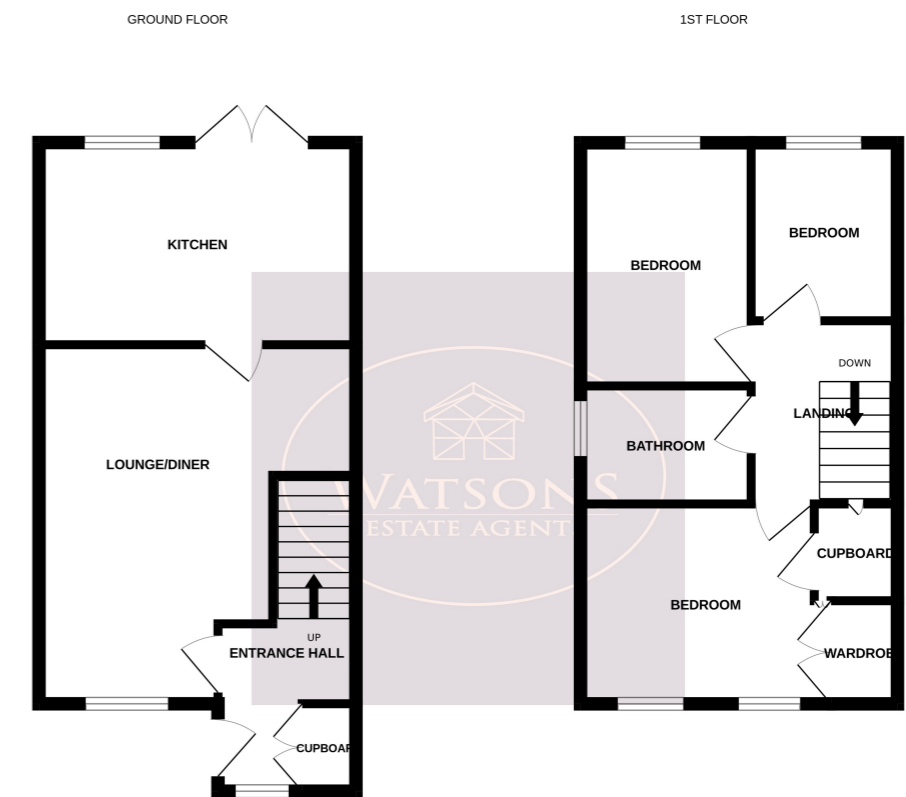 GROUND FLOOR
1ST FLOOR
KITCHEN
BEDROOM
BEDROOM
DOWN
LANDING
LOUNGE/DINER
BATHROOM
WATSONS
ESTATE AGENTS
CUPBOARD
BEDROOM
UP
ENTRANCE HALL
WARDROBE
CUPBOAR